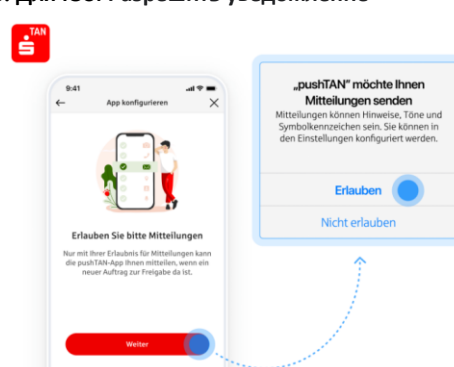 Разрешить уведомление
TAN
9:41
App konfigurieren
Erlauben Sie bitte Mitteilungen
Nur mit Ihrer Erlaubnis für Mitteilungen kann
die pushTAN-App Ihnen mitteilen, wenn ein
neuer Auftrag zur Freigabe da ist.
Weiter
„pushTAN" möchte Ihnen
Mitteilungen senden
Mitteilungen können Hinweise, Töne und
Symbolkennzeichen sein. Sie können in
den Einstellungen konfiguriert werden.
Erlauben
Nicht erlauben